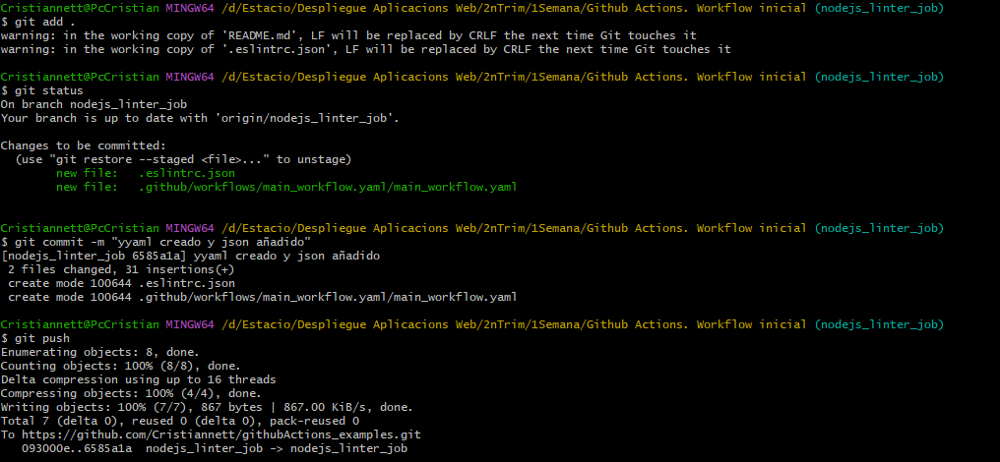 Cristiannett@PcCristian MINGW64 /d/Estacio/Despliegue Aplicacions Web/2nTrim/1Semana/Github Actions. Workflow inicial (nodejs_linter_job)
$ git add .
warning: in the working copy of 'README.md', LF will be replaced by CRLF the next time Git touches it
warning: in the working copy of '.eslintrc.json', LF will be replaced by CRLF the next time Git touches it
Cristiannett@PcCristian MINGW64 /d/Estacio/Despliegue Aplicacions Web/2nTrim/1Semana/Github Actions. Workflow inicial (nodejs_linter_job)
$ git status
On branch nodejs_linter_job
Your branch is up to date with 'origin/nodejs_linter_job'.
Changes to be committed:
  (use "git restore --staged <file>..." to unstage)
        new file:   .eslintrc.json
        new file:   .github/workflows/main_workflow.yaml/main_workflow.yaml
Cristiannett@PcCristian MINGW64 /d/Estacio/Despliegue Aplicacions Web/2nTrim/1Semana/Github Actions. Workflow inicial (nodejs_linter_job)
$ git commit -m "yyaml creado y json añadido"
[nodejs_linter_job 6585a1a] yyaml creado y json añadido
 2 files changed, 31 insertions(+)
 create mode 100644 .eslintrc.json
 create mode 100644 .github/workflows/main_workflow.yaml/main_workflow.yaml
Cristiannett@PcCristian MINGW64 /d/Estacio/Despliegue Aplicacions Web/2nTrim/1Semana/Github Actions. Workflow inicial (nodejs_linter_job)
$ git push
Enumerating objects: 8, done.
Counting objects: 100% (8/8), done.
Delta compression using up to 16 threads
Compressing objects: 100% (4/4), done.
Writing objects: 100% (7/7), 867 bytes | 867.00 KiB/s, done.
Total 7 (delta 0), reused 0 (delta 0), pack-reused 0
To https://github.com/Cristiannett/githubActions_examples.git
   093000e..6585a1a  nodejs_linter_job -> nodejs_linter_job